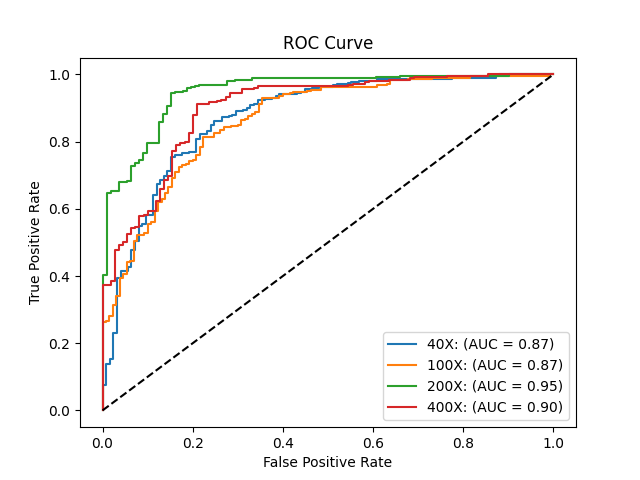 ROC Curve
True Positive Rate
1.0
0.8
0.6
0.4
0.2
0.0
40X: (AUC = 0.87)
100X: (AUC = 0.87)
200X: (AUC = 0.95)
400X: (AUC = 0.90)
0.0 0.2 0.4 0.6 0.8 1.0
False Positive Rate